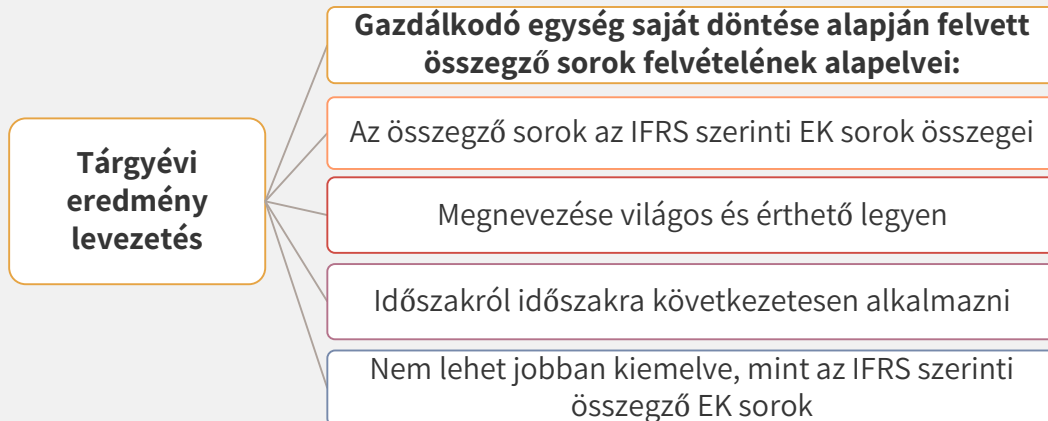 Gazdálkodó egység saját döntése alapján felvett
összegző sorok felvételének alapelvei:
Az összegző sorok az IFRS szerinti EK sorok összegei
Tárgyévi
eredmény
levezetés
Megnevezése világos és érthető legyen
Időszakról időszakra következetesen alkalmazni
Nem lehet jobban kiemelve, mint az IFRS szerinti
összegző EK sorok